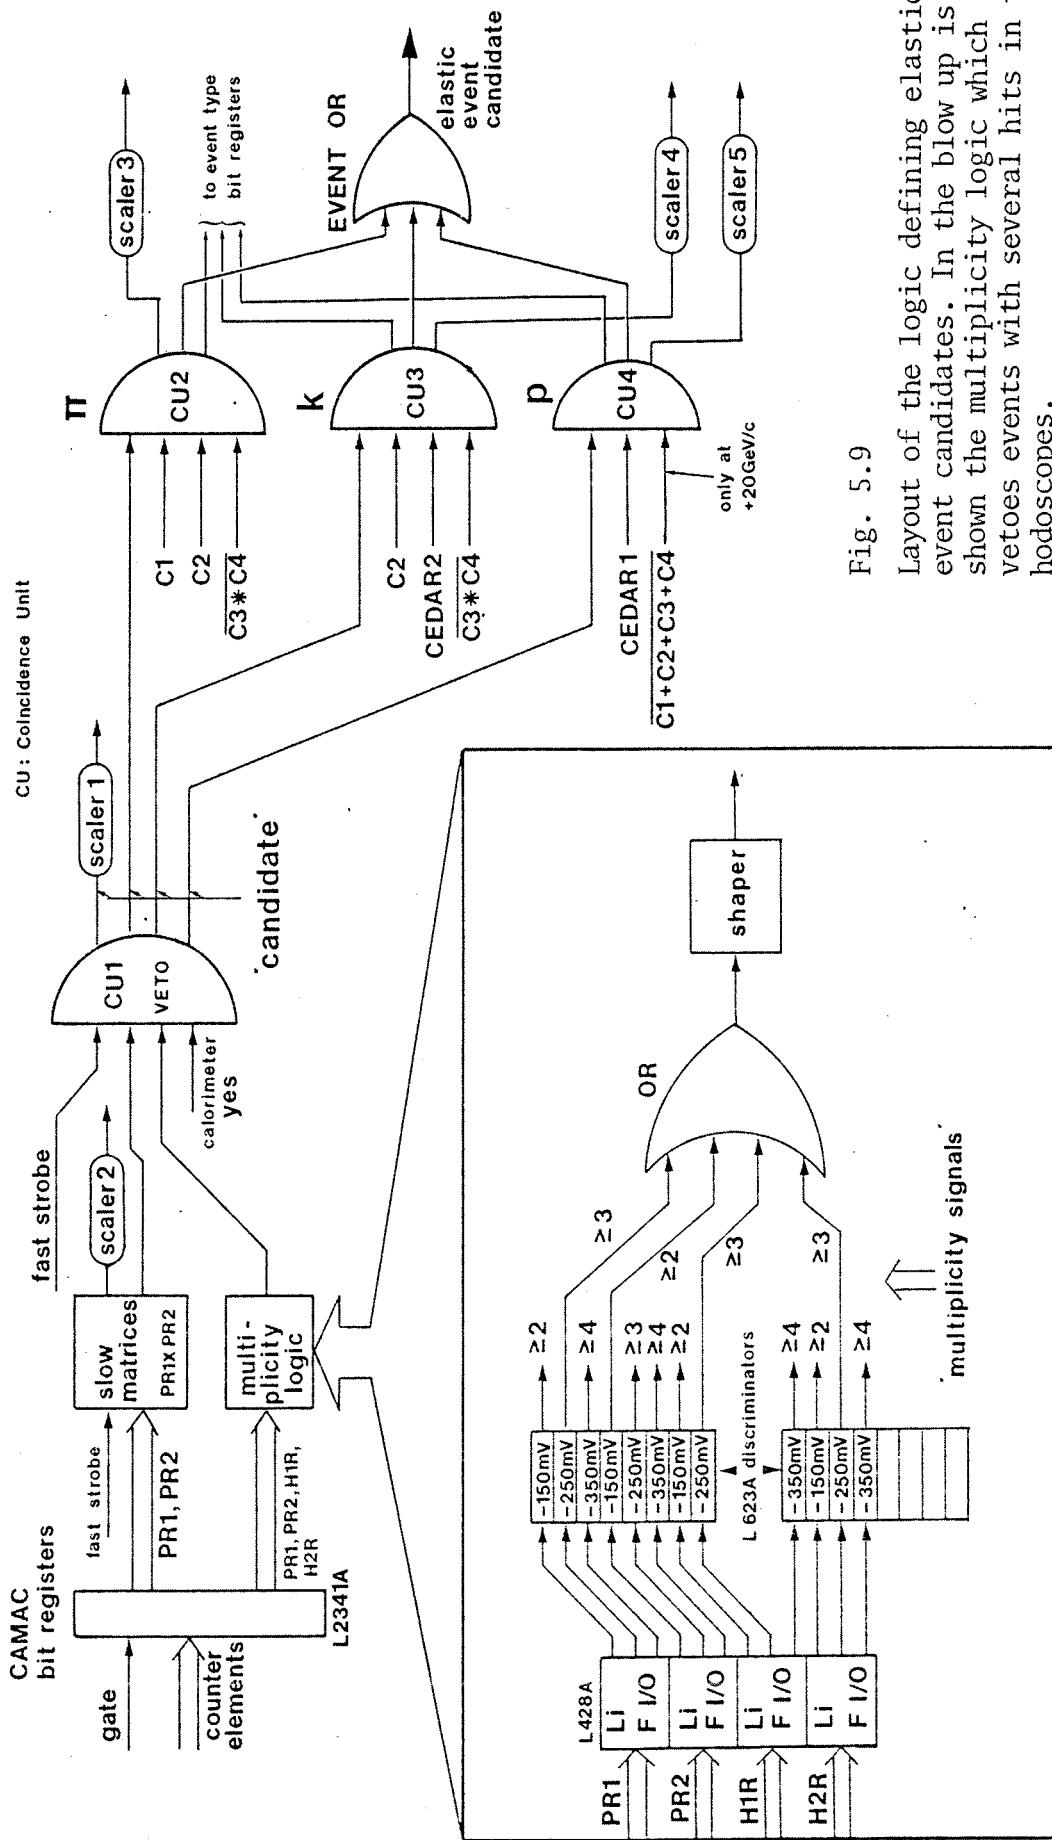 CU: Coincidence Unit
CAMAC
bit registers
gate
counter
elements
L2341A
fast strobe
PR1, PR2
PR1, PR2, H1R,
H2R
slow
matrices
PR1X PR2
multi-
plicity
logic
fast strobe
scaler 2
calorimeter
yes
CU1
VETO
scaler 1
'candidate'
π
C1
C2
C3*C4
CU2
scaler 3
to event type
bit registers
k
C2
CEDAR2
C3*C4
CU3
p
CEDAR1
C1+C2+C3+C4
only at
+20GeV/c
CU4
EVENT OR
elastic
event
candidate
scaler 4
scaler 5
L428A
PR1
PR2
H1R
H2R
Li
F I/O
Li
F I/O
Li
F I/O
Li
F I/O
-150mV
-250mV
-350mV
-150mV
-250mV
-350mV
-150mV
-250mV
L623A discriminators
-350mV
-150mV
-250mV
-350mV
≥2
≥4
≥3
≥4
≥2
≥4
≥2
≥4
≥3
≥2
≥3
≥3
'multiplicity signals'
OR
shaper
Fig. 5.9
Layout of the logic defining elastic
event candidates. In the blow up is
shown the multiplicity logic which
vetoes events with several hits in
hodoscopes.